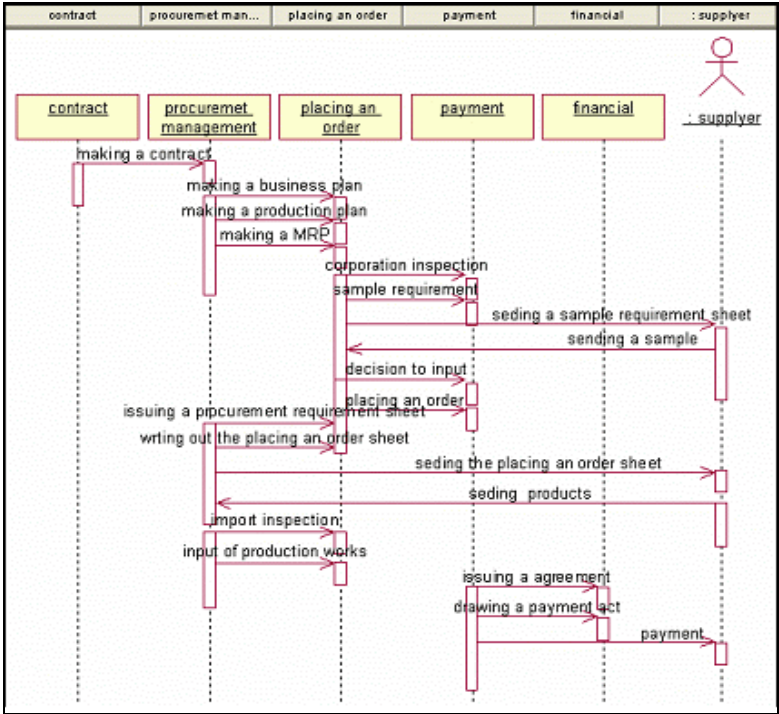 contract
procuremet man...
placing an order
payment
financial
: supplyer
contract
procuremet
management
placing an
order
payment
financial
: supplyer
making a contract
making a business plan
making a production plan
making a MRP
corporation inspection
sample requirement
seding a sample requirement sheet
sending a sample
decision to input
placing an order
issuing a procurement requirement sheet
wrting out the placing an order sheet
seding the placing an order sheet
seding products
import inspection
input of production works
issuing a agreement
drawing a payment act
payment